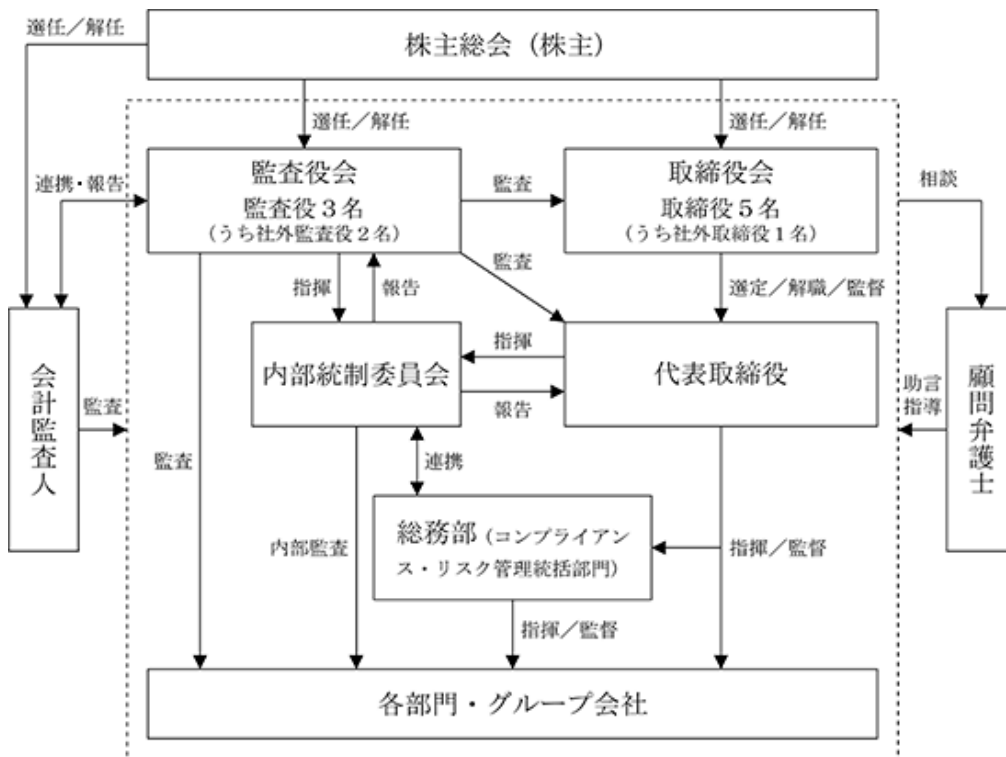 選任／解任
株主総会（株主）
選任／解任
選任／解任
連携・報告
監査役会
監査役３名
（うち社外監査役２名）
監査
取締役会
取締役５名
（うち社外取締役１名）
相談
監査
指揮
報告
選定／解職／監督
会計監査人
監査
内部統制委員会
指揮
報告
代表取締役
助言
指導
顧問弁護士
監査
連携
内部監査
総務部（コンプライアン
ス・リスク管理統括部門）
指揮／監督
指揮／監督
各部門・グループ会社